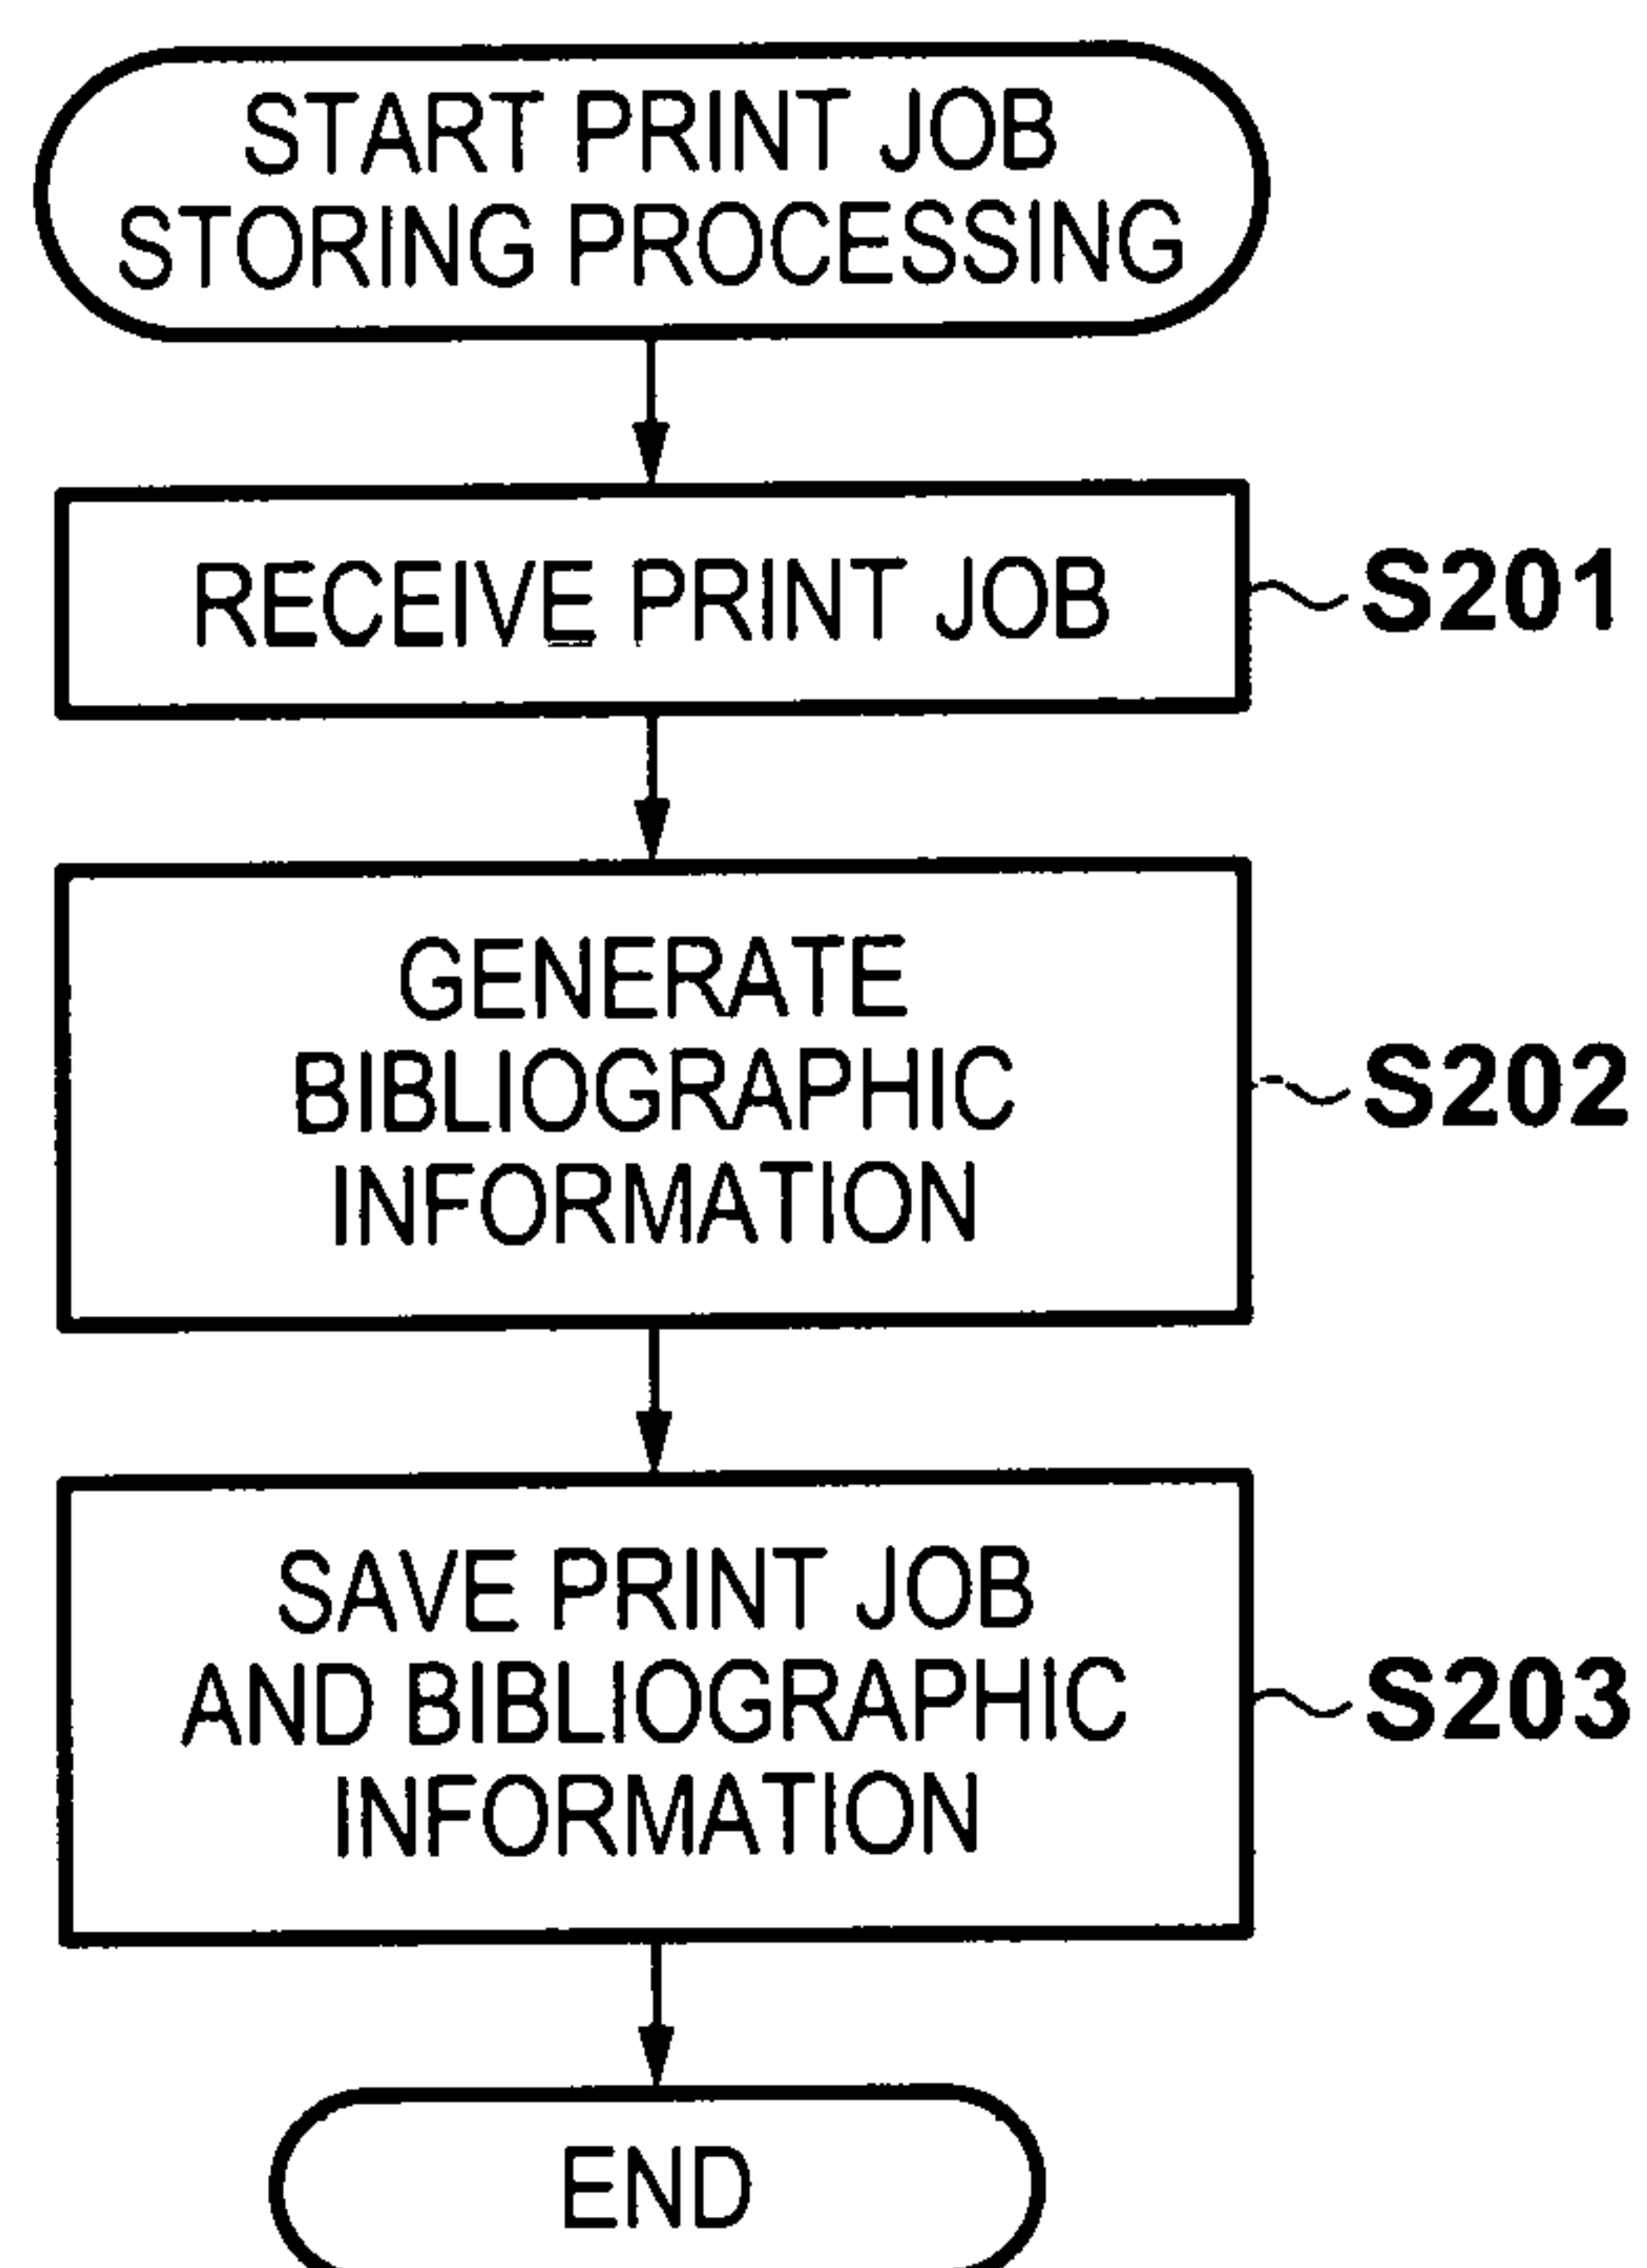 START PRINT JOB
STORING PROCESSING
RECEIVE PRINT JOB
S201
GENERATE
BIBLIOGRAPHIC
INFORMATION
S202
SAVE PRINT JOB
AND BIBLIOGRAPHIC
INFORMATION
S203
END